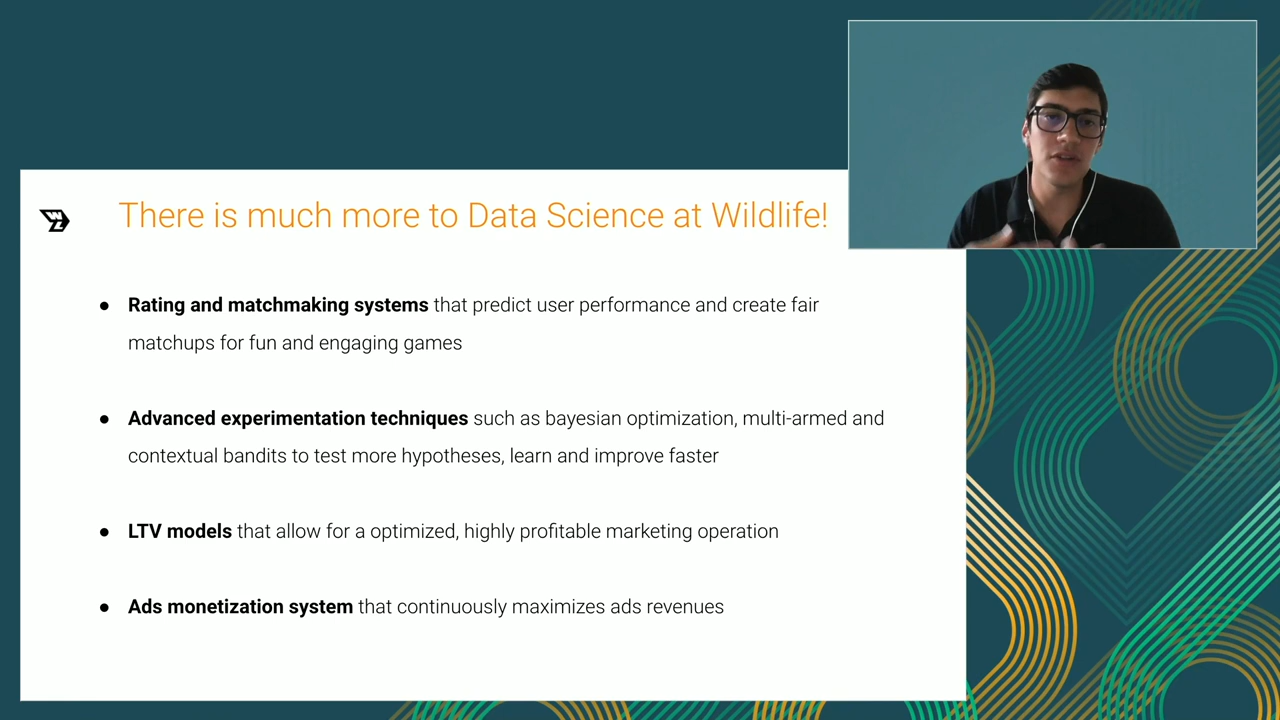 There is much more to Data Science at Wildlife!
● Rating and matchmaking systems that predict user performance and create fair
matchups for fun and engaging games
● Advanced experimentation techniques such as bayesian optimization, multi-armed and
contextual bandits to test more hypotheses, learn and improve faster
● LTV models that allow for a optimized, highly profitable marketing operation
● Ads monetization system that continuously maximizes ads revenues